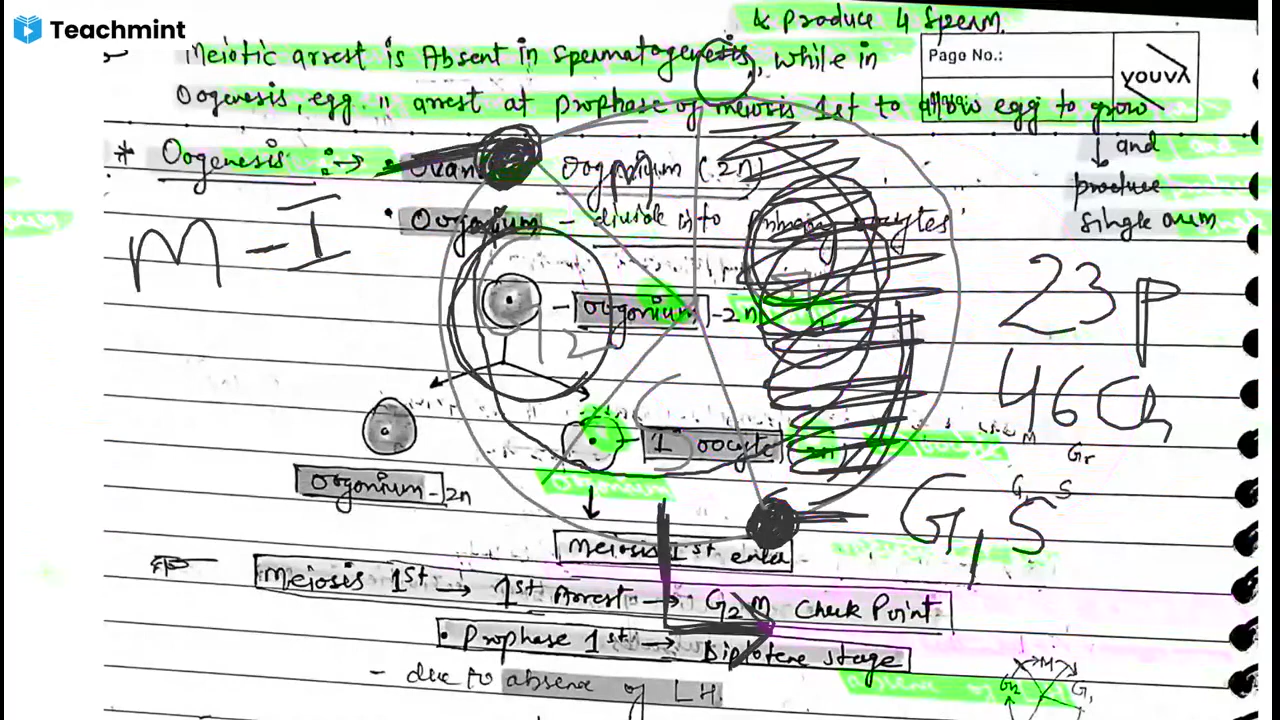 Teachmint
& Produce 4 Sperm.
Meiotic arrest is Absent in spermatogenesis, while in
Page No.:
youva
Oogenesis, egg " arrest at prophase of meiosis 1st to allow egg to grow
and
produce
single ovum
* Oogenesis :→ Oogonium (2n)
• Oogonium - divide into Primary oocytes
M-I
23 P
- Oogonium - 2n
46 Ch
M
Gr
1° oocyte (2n)
Oogonium - 2n
G, S
G1 S
Meiosis 1st enter
Meiosis 1st → 1st Arrest → G2 M Check Point
• Prophase 1st → Diplotene stage
- due to absence of LH.
G2 M G1